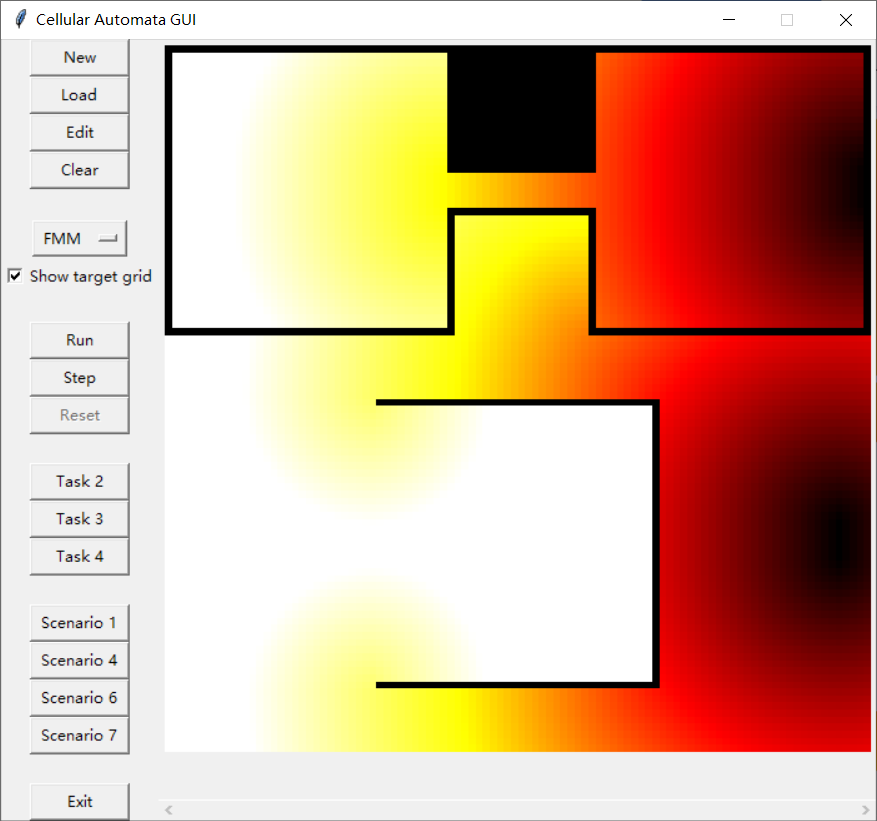 Cellular Automata GUI
New
Load
Edit
Clear
FMM
Show target grid
Run
Step
Reset
Task 2
Task 3
Task 4
Scenario 1
Scenario 4
Scenario 6
Scenario 7
Exit